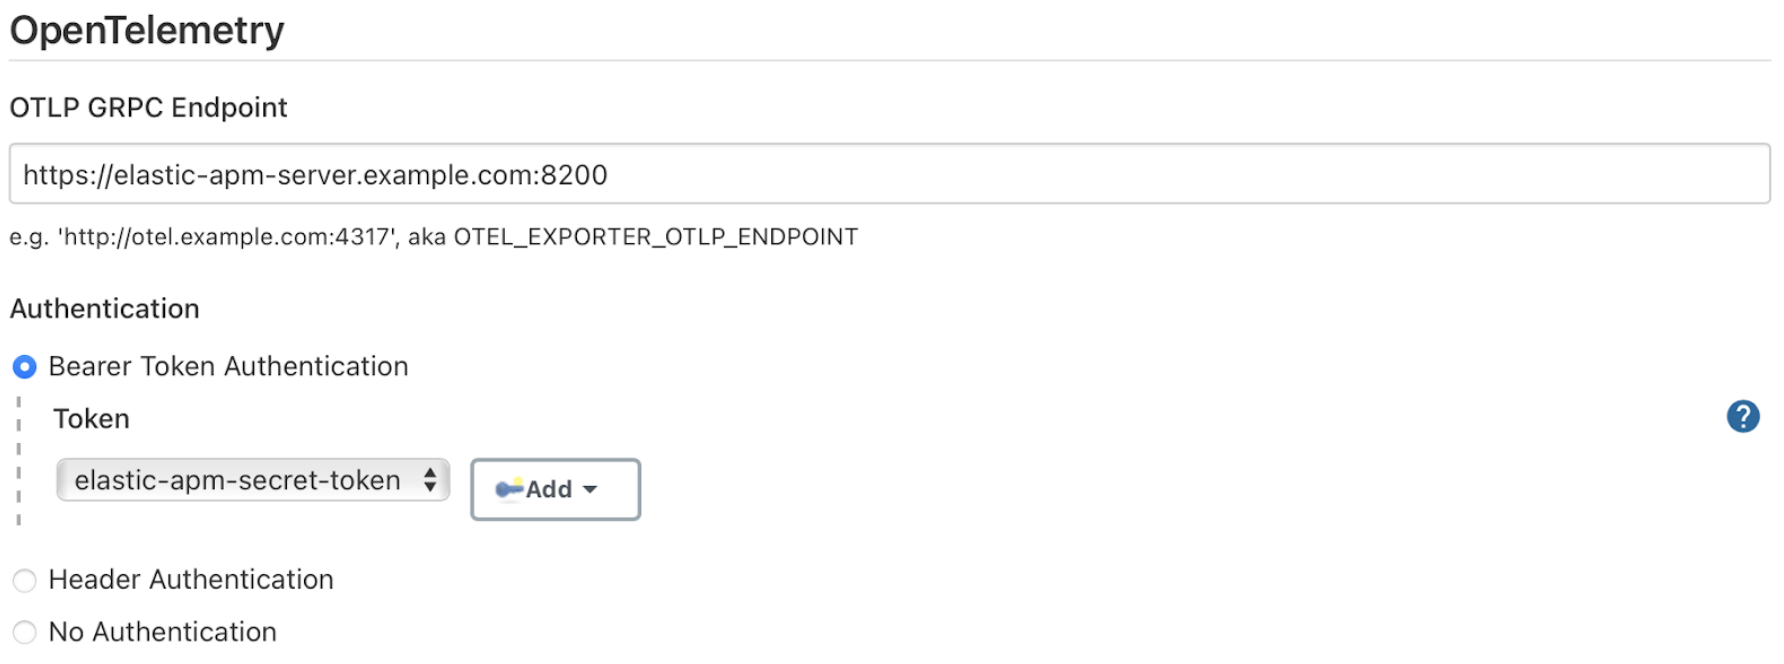 OpenTelemetry
OTLP GRPC Endpoint
https://elastic-apm-server.example.com:8200
e.g. 'http://otel.example.com:4317', aka OTEL_EXPORTER_OTLP_ENDPOINT
Authentication
Bearer Token Authentication
Token
?
elastic-apm-secret-token
Add
Header Authentication
No Authentication